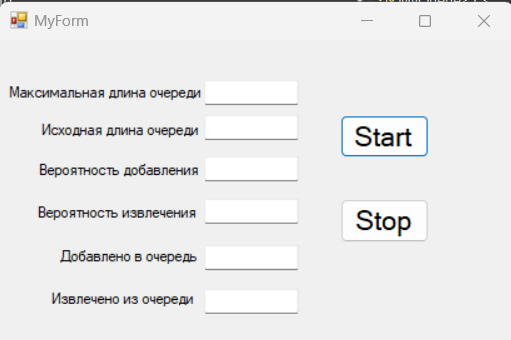 MyForm
Максимальная длина очереди
Исходная длина очереди
Start
Вероятность добавления
Вероятность извлечения
Stop
Добавлено в очередь
Извлечено из очереди